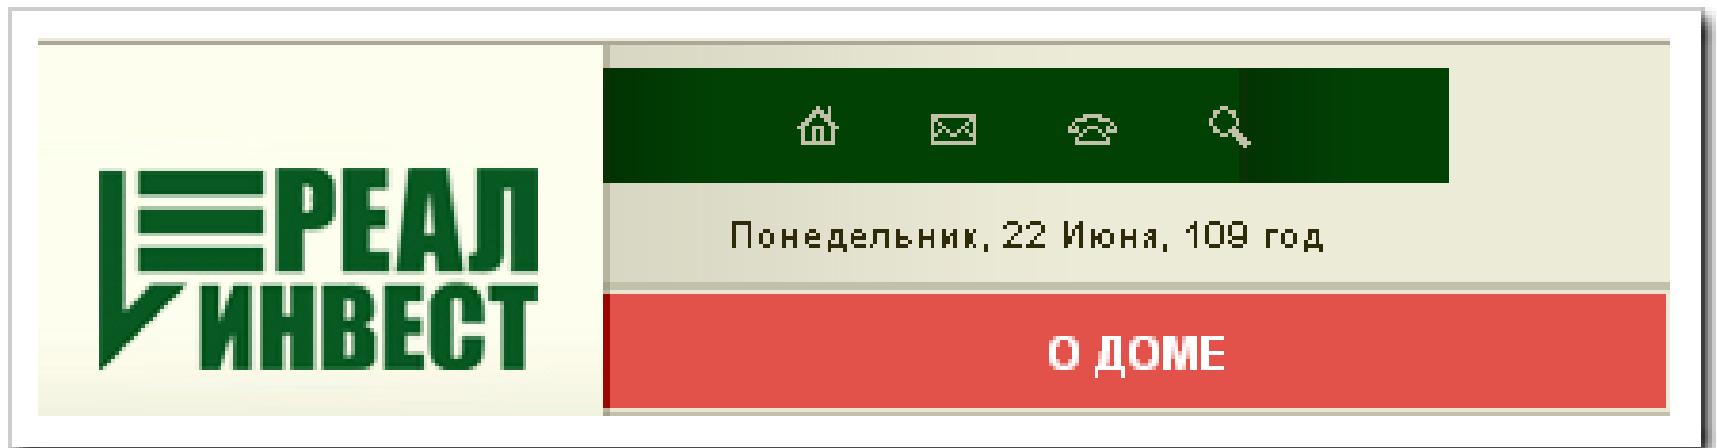 РЕАЛ
ИНВЕСТ
Понедельник, 22 Июня, 109 год
О ДОМЕ